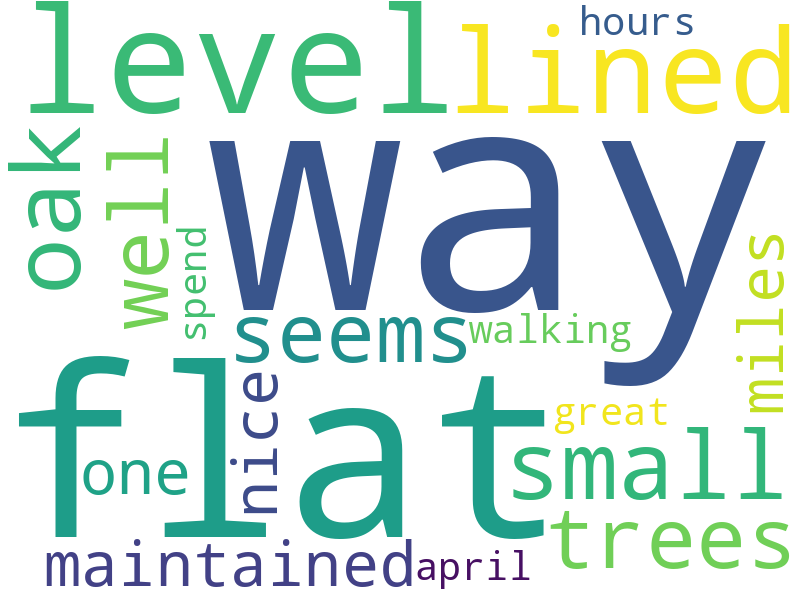 hours
level
lined
way
oak
well
spend
miles
seems
walking
flat
nice
great
one
small
trees
maintained
april